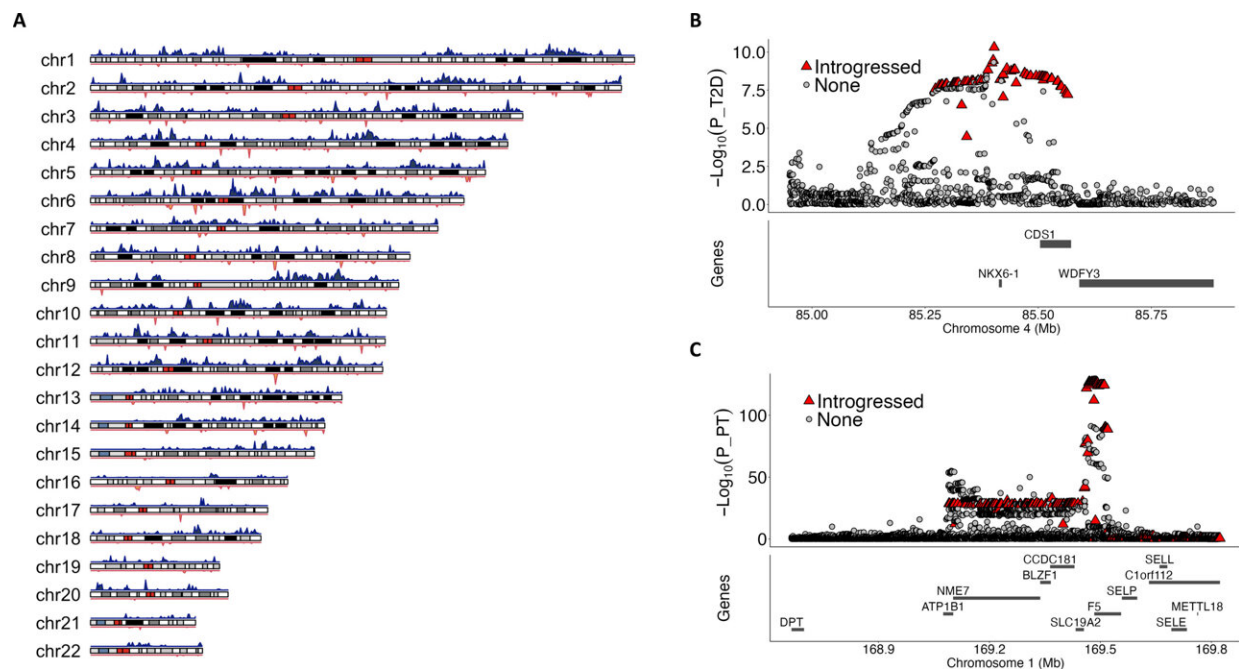 A
chr1
chr2
chr3
chr4
chr5
chr6
chr7
chr8
chr9
chr10
chr11
chr12
chr13
chr14
chr15
chr16
chr17
chr18
chr19
chr20
chr21
chr22
B
−Log10(P_T2D)
10.0
7.5
5.0
2.5
0.0
Introgressed
None
Genes
CDS1
NKX6-1 WDFY3
85.00 85.25 85.50 85.75
Chromosome 4 (Mb)
C
−Log10(P_PT)
100
50
0
Introgressed
None
Genes
CCDC181 SELL
BLZF1 C1orf112
NME7 SELP
ATP1B1 F5 METTL18
DPT SLC19A2 SELE
168.9 169.2 169.5 169.8
Chromosome 1 (Mb)